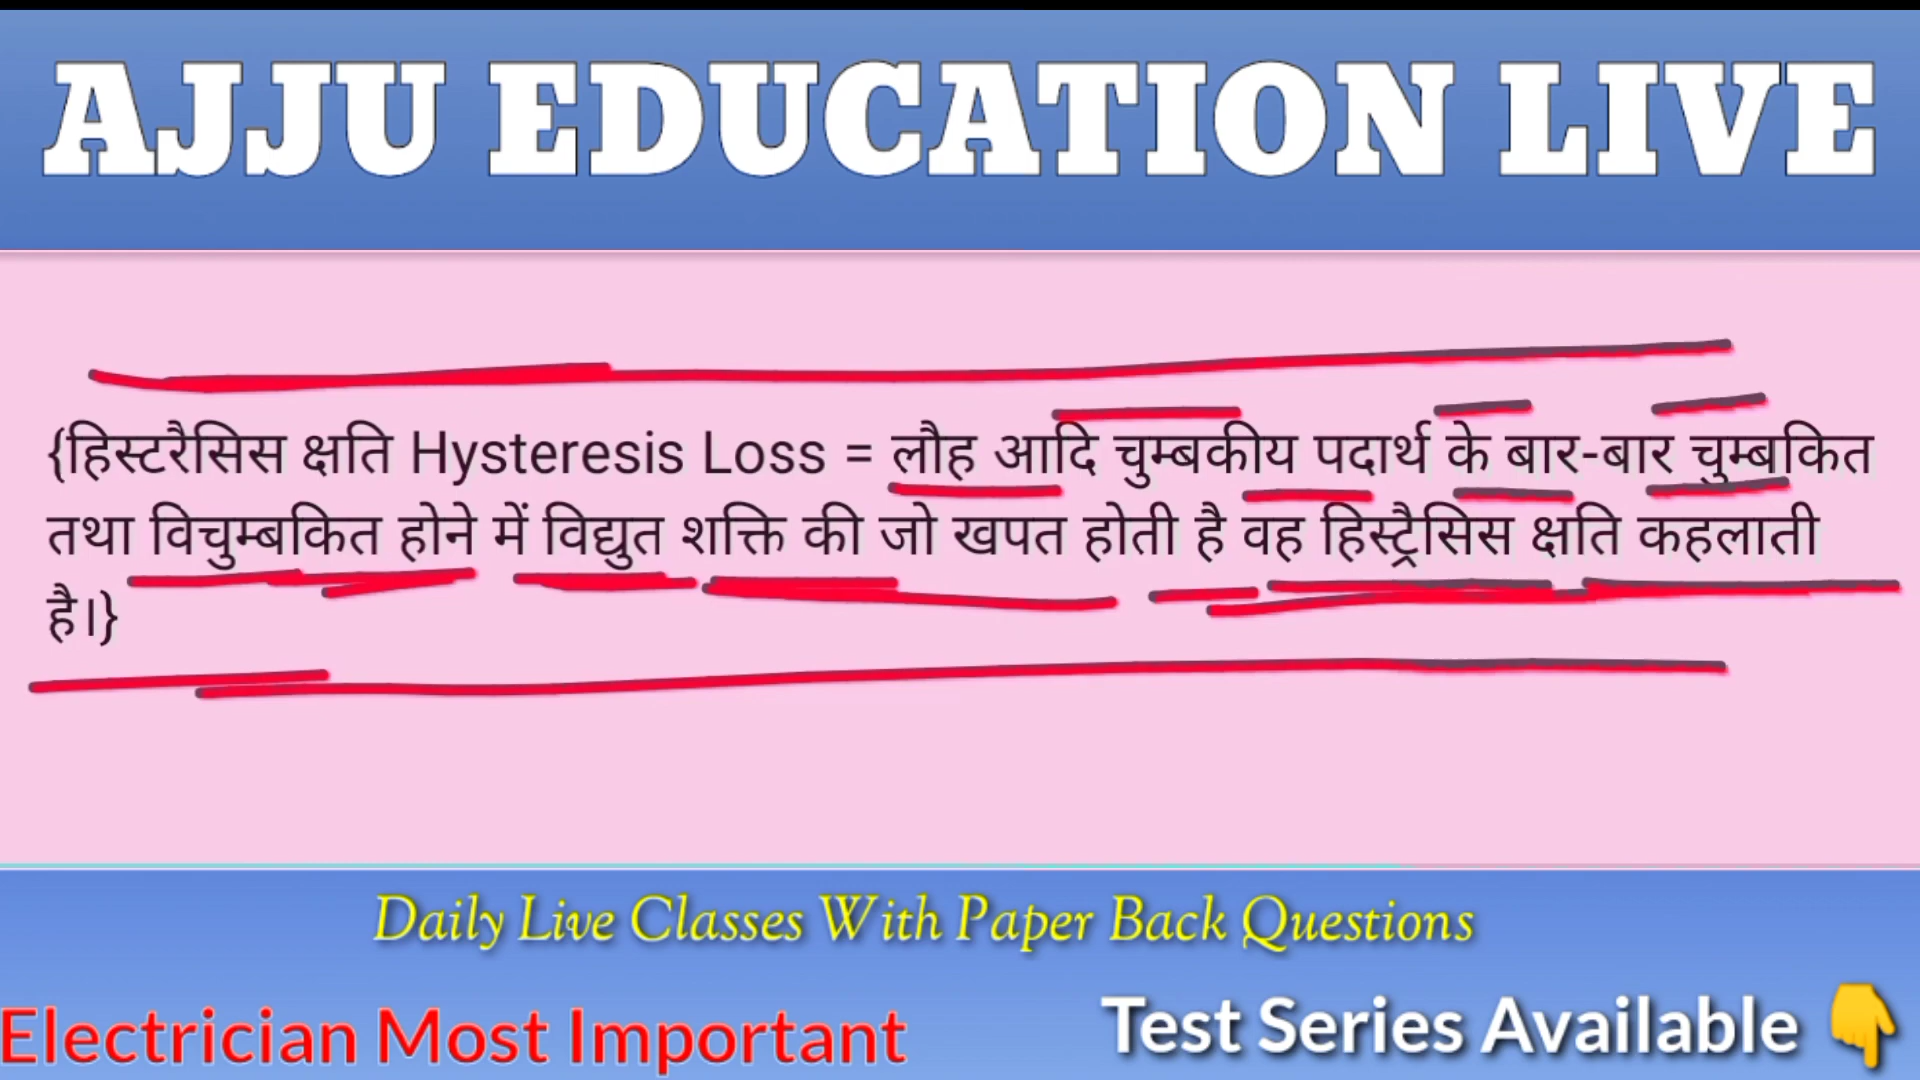 AJJU EDUCATION LIVE
{हिस्टरैसिस क्षति Hysteresis Loss = लौह आदि चुम्बकीय पदार्थ के बार-बार चुम्बकित
तथा विचुम्बकित होने में विद्युत शक्ति की जो खपत होती है वह हिस्ट्रैसिस क्षति कहलाती
है।}
Daily Live Classes With Paper Back Questions
Electrician Most Important
Test Series Available 👇